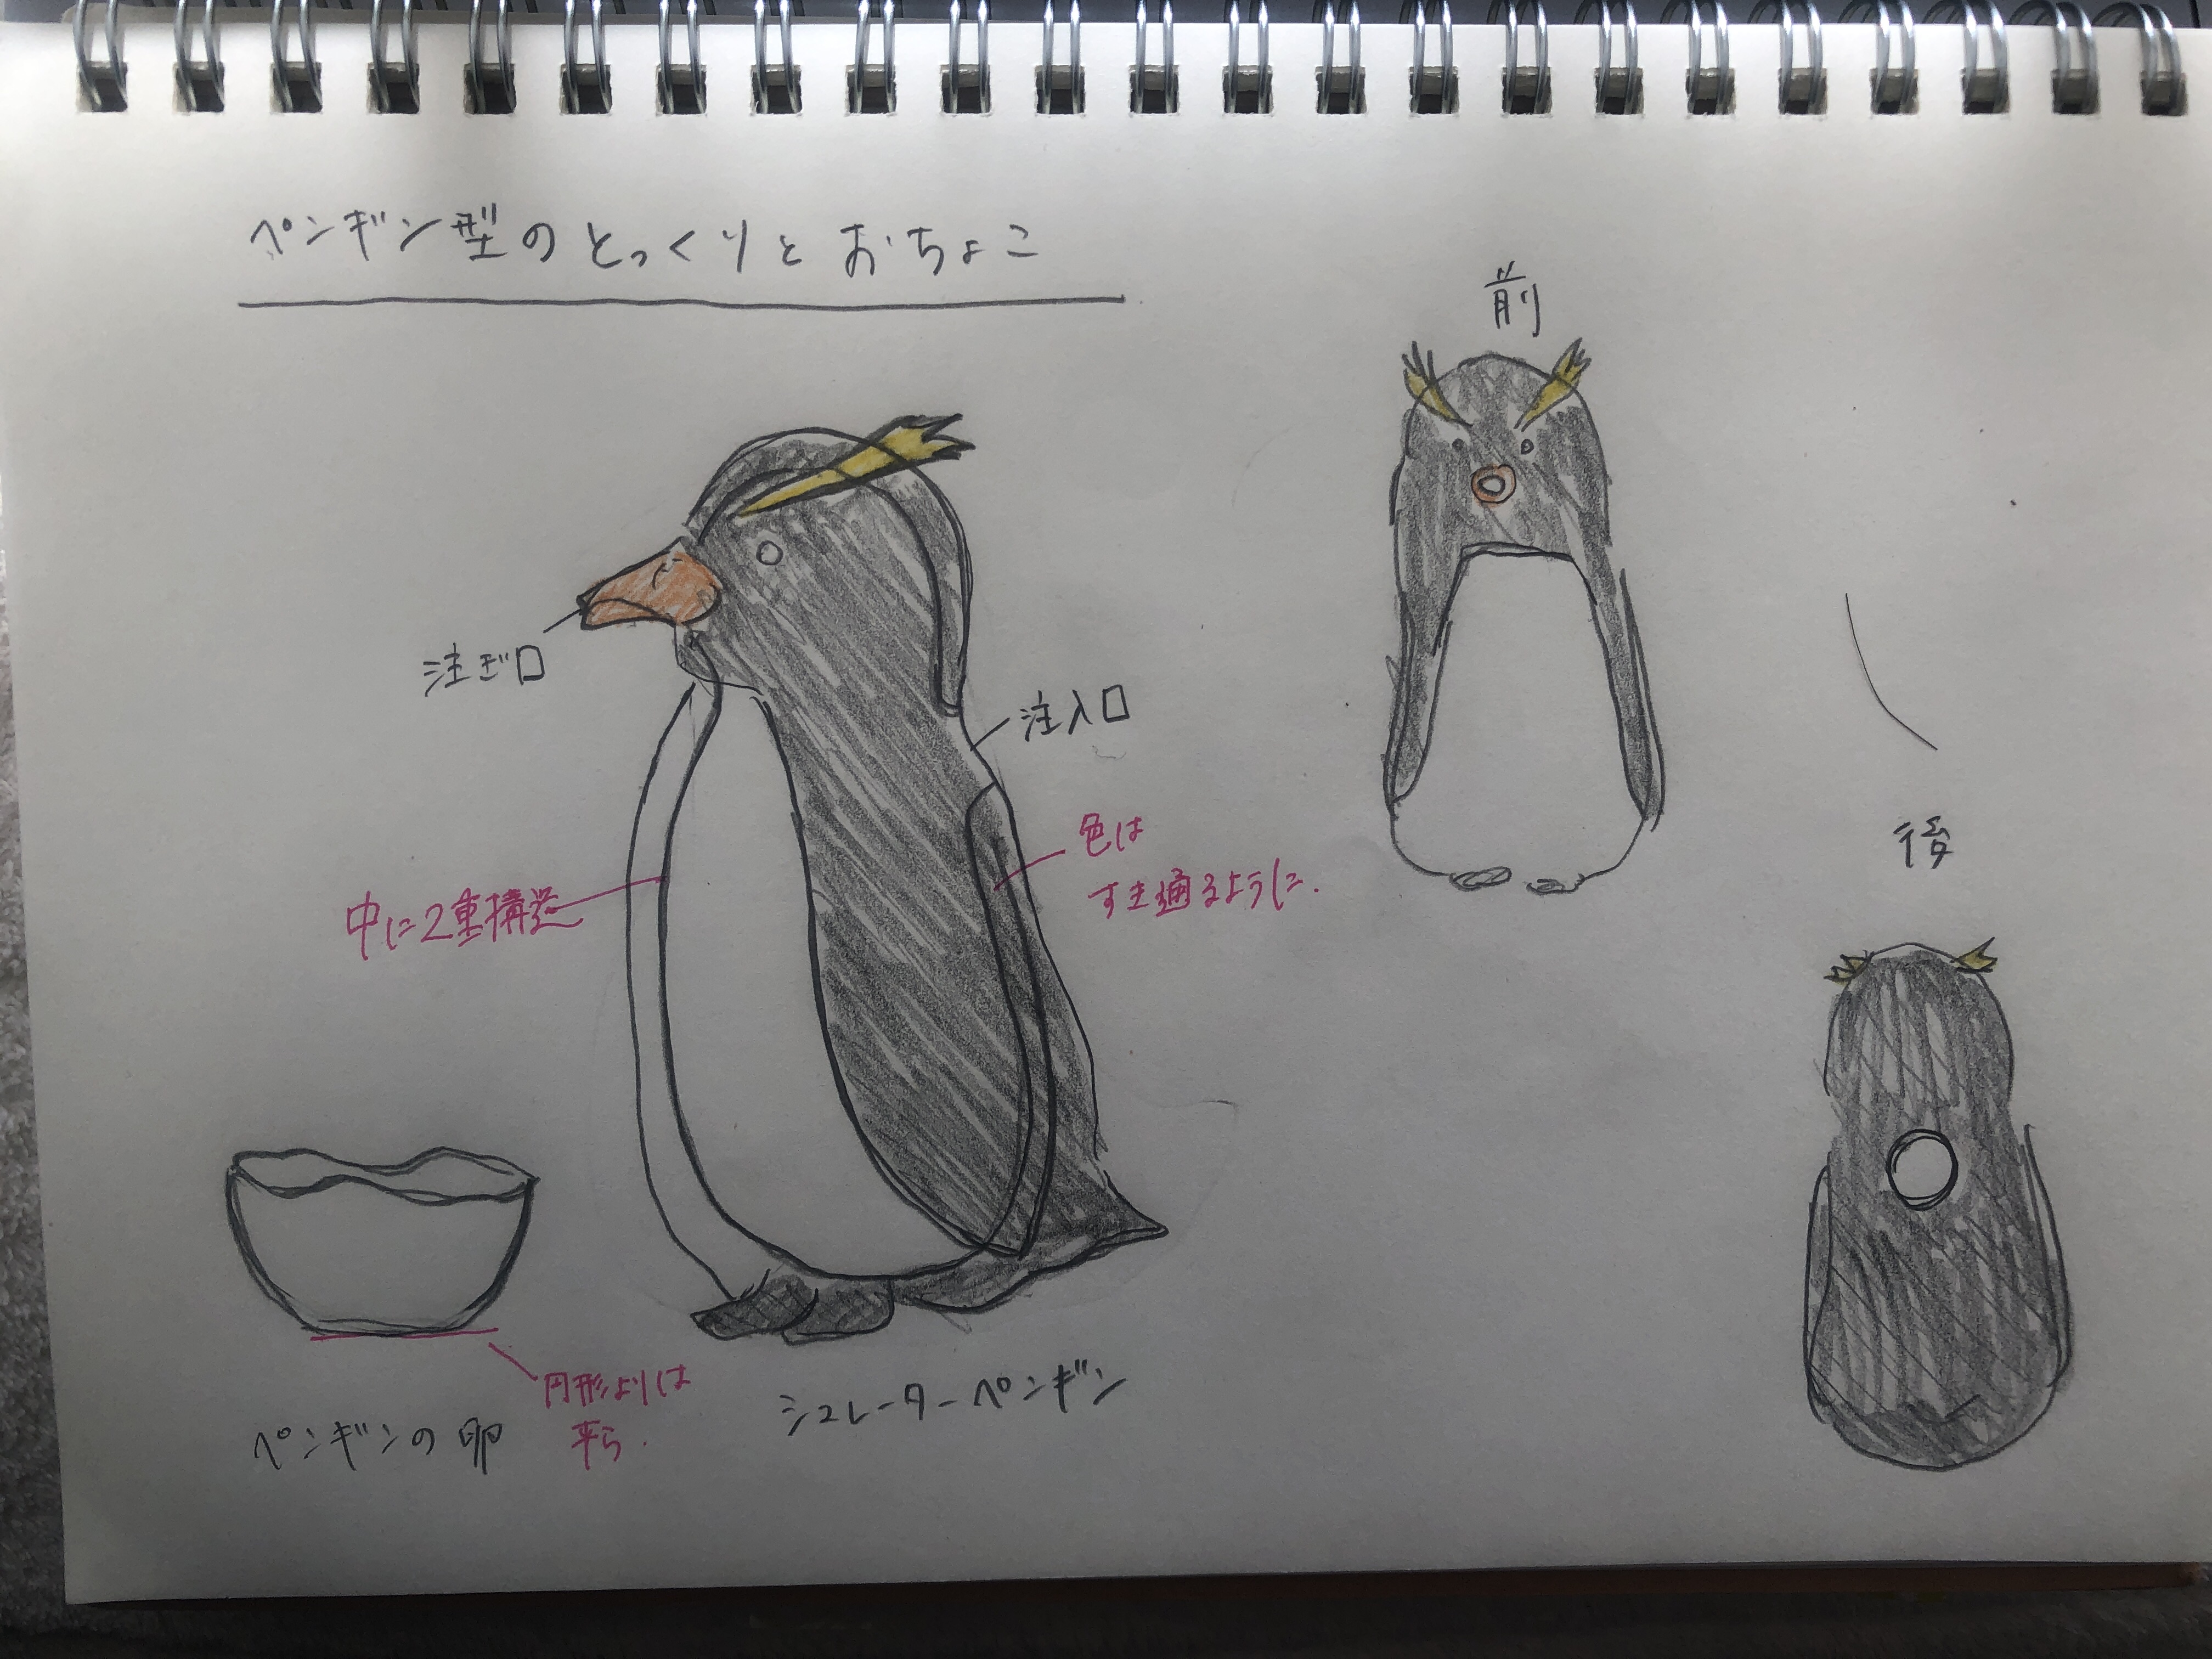 ペンギン型のとっくりとおちょこ
前
注ぎ口
注入口
色は
すき通るように.
中に2重構造
後
円形よりは
平ら.
ペンギンの卵
シュレーターペンギン